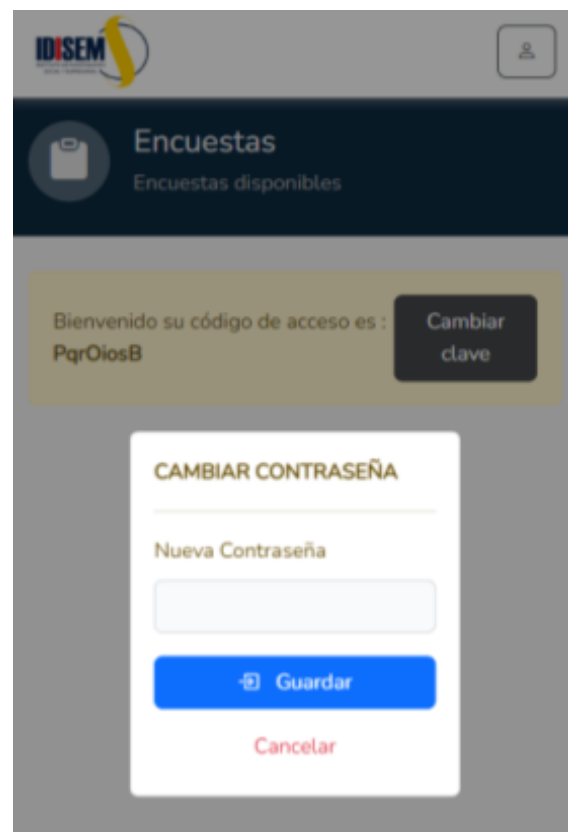 IDISEM
Encuestas
Encuestas disponibles
Bienvenido su código de acceso es :
PqrOiosB
Cambiar
clave
CAMBIAR CONTRASEÑA
Nueva Contraseña
Guardar
Cancelar